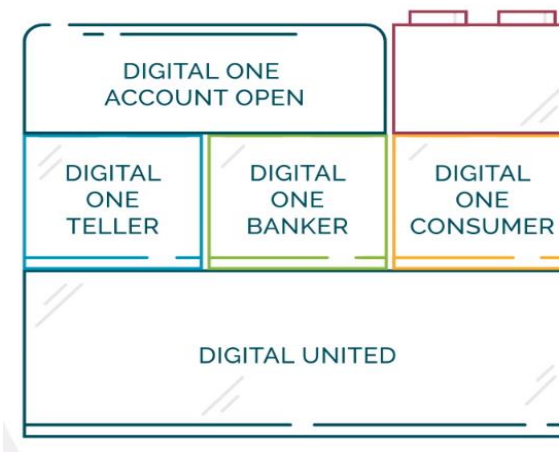 DIGITAL ONE
ACCOUNT OPEN
DIGITAL
ONE
TELLER
DIGITAL
ONE
BANKER
DIGITAL
ONE
CONSUMER
DIGITAL UNITED